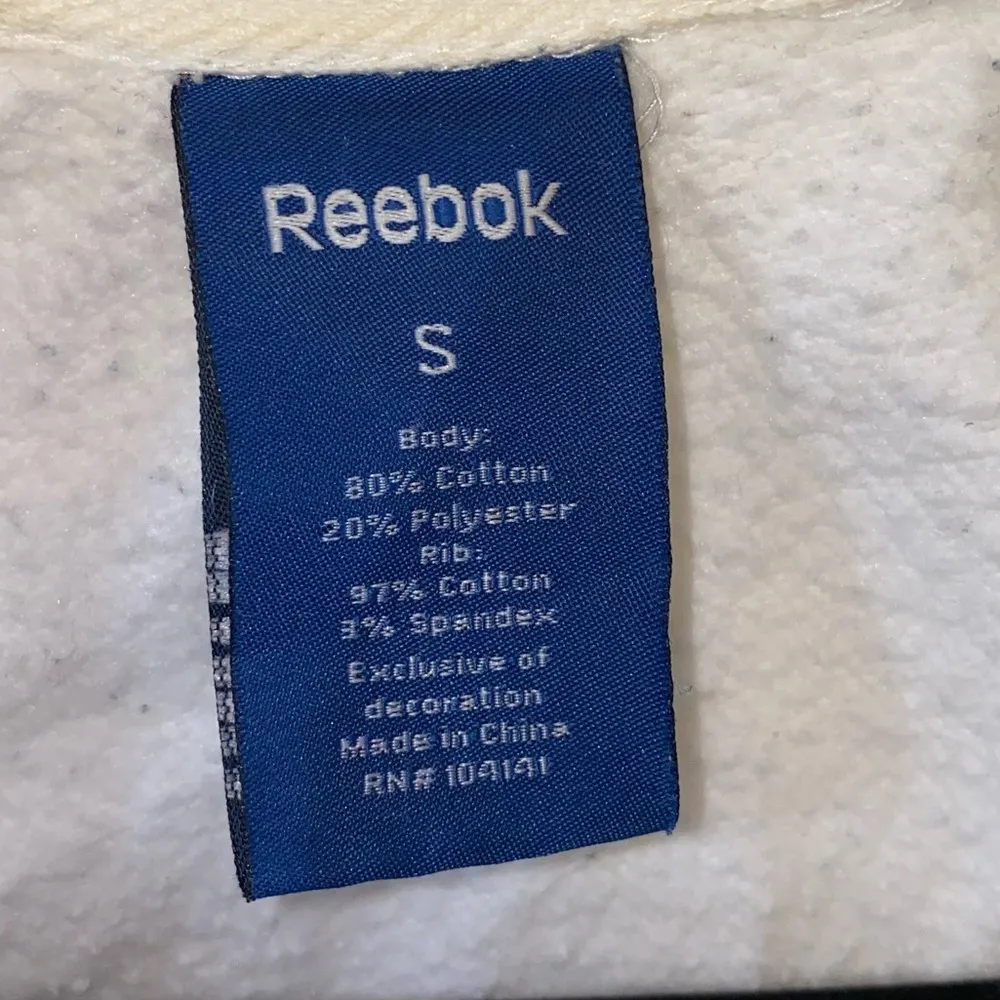 Reebok
S
Body:
80% Cotton
20% Polyester
Rib:
97% Cotton
3% Spandex
Exclusive of
decoration
Made in China
RN# 104141